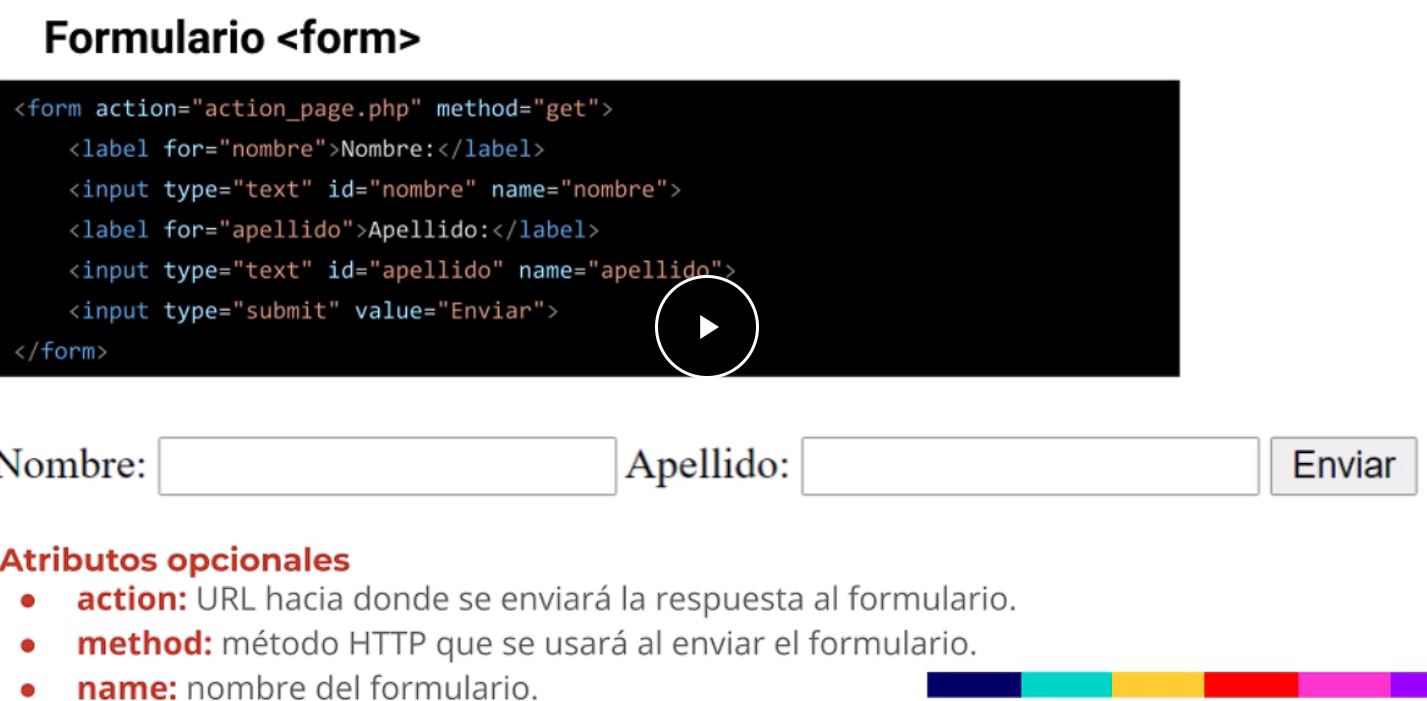 Formulario <form>
<form action="action_page.php" method="get">
<label for="nombre">Nombre:</label>
<input type="text" id="nombre" name="nombre">
<label for="apellido">Apellido:</label>
<input type="text" id="apellido" name="apellido">
<input type="submit" value="Enviar">
</form>
Nombre: Apellido: Enviar
Atributos opcionales
• action: URL hacia donde se enviará la respuesta al formulario.
• method: método HTTP que se usará al enviar el formulario.
• name: nombre del formulario.